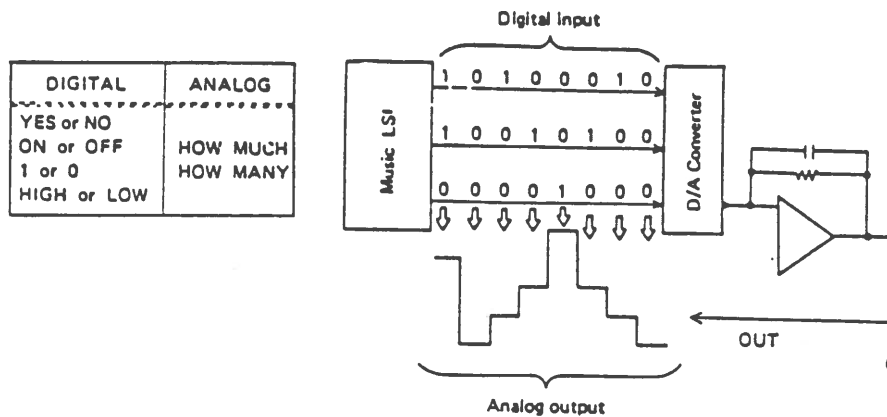 Digital input
DIGITAL ANALOG
YES or NO
ON or OFF HOW MUCH
1 or 0 HOW MANY
HIGH or LOW
Music LSI
1 0 1 0 0 0 1 0
1 0 0 1 0 1 0 0
0 0 0 0 1 0 0 0
D/A Converter
OUT
Analog output